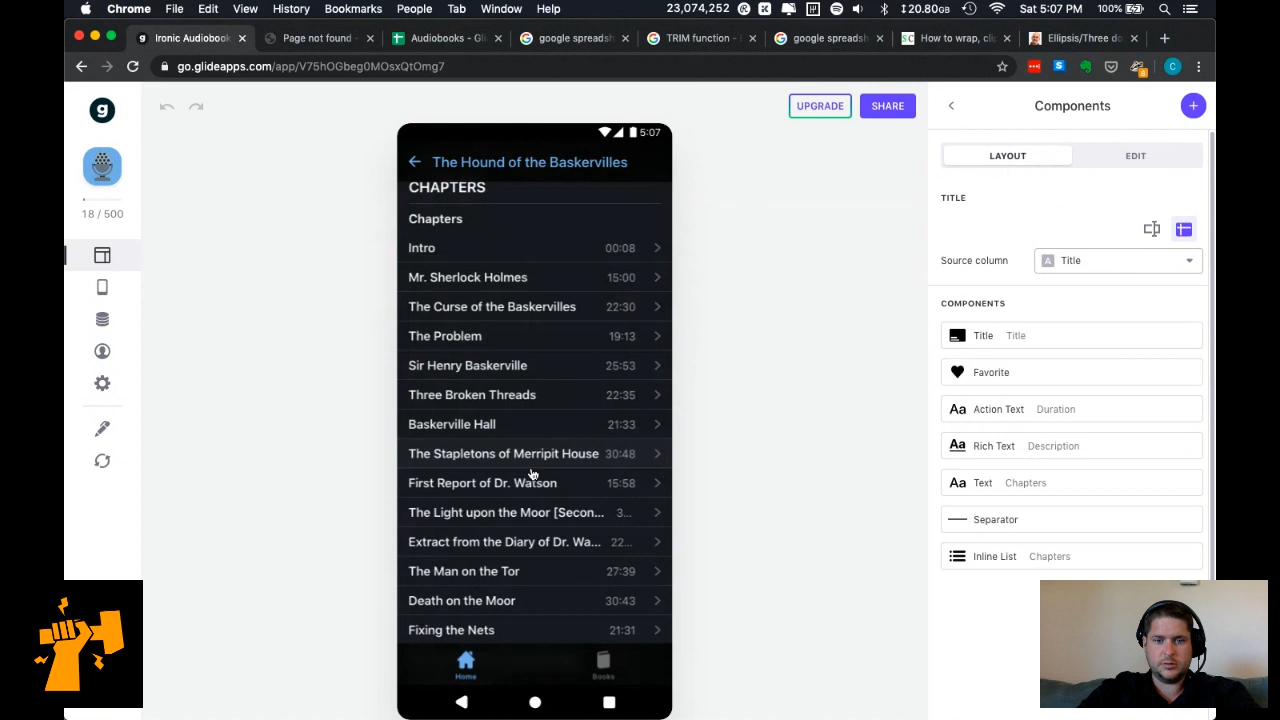 Chrome File Edit View History Bookmarks People Tab Window Help 23,074,252 20.80GB Sat 5:07 PM 100%
Ironic Audiobook Page not found - Audiobooks - Gli google spreadsh TRIM function - E google spreadsh How to wrap, cli Ellipsis/Three do
go.glideapps.com/app/V75hOGbeg0MOsxQtOmg7
UPGRADE SHARE
Components
5:07
The Hound of the Baskervilles
LAYOUT EDIT
18 / 500
CHAPTERS
TITLE
Chapters
Intro 00:08
Mr. Sherlock Holmes 15:00
Source column Title
The Curse of the Baskervilles 22:30
COMPONENTS
The Problem 19:13
Title Title
Sir Henry Baskerville 25:53
Favorite
Three Broken Threads 22:35
Aa Action Text Duration
Baskerville Hall 21:33
Aa Rich Text Description
The Stapletons of Merripit House 30:48
First Report of Dr. Watson 15:58
Aa Text Chapters
The Light upon the Moor [Secon... 3...
Separator
Extract from the Diary of Dr. Wa... 22...
Inline List Chapters
The Man on the Tor 27:39
Death on the Moor 30:43
Fixing the Nets 21:31
Home Books